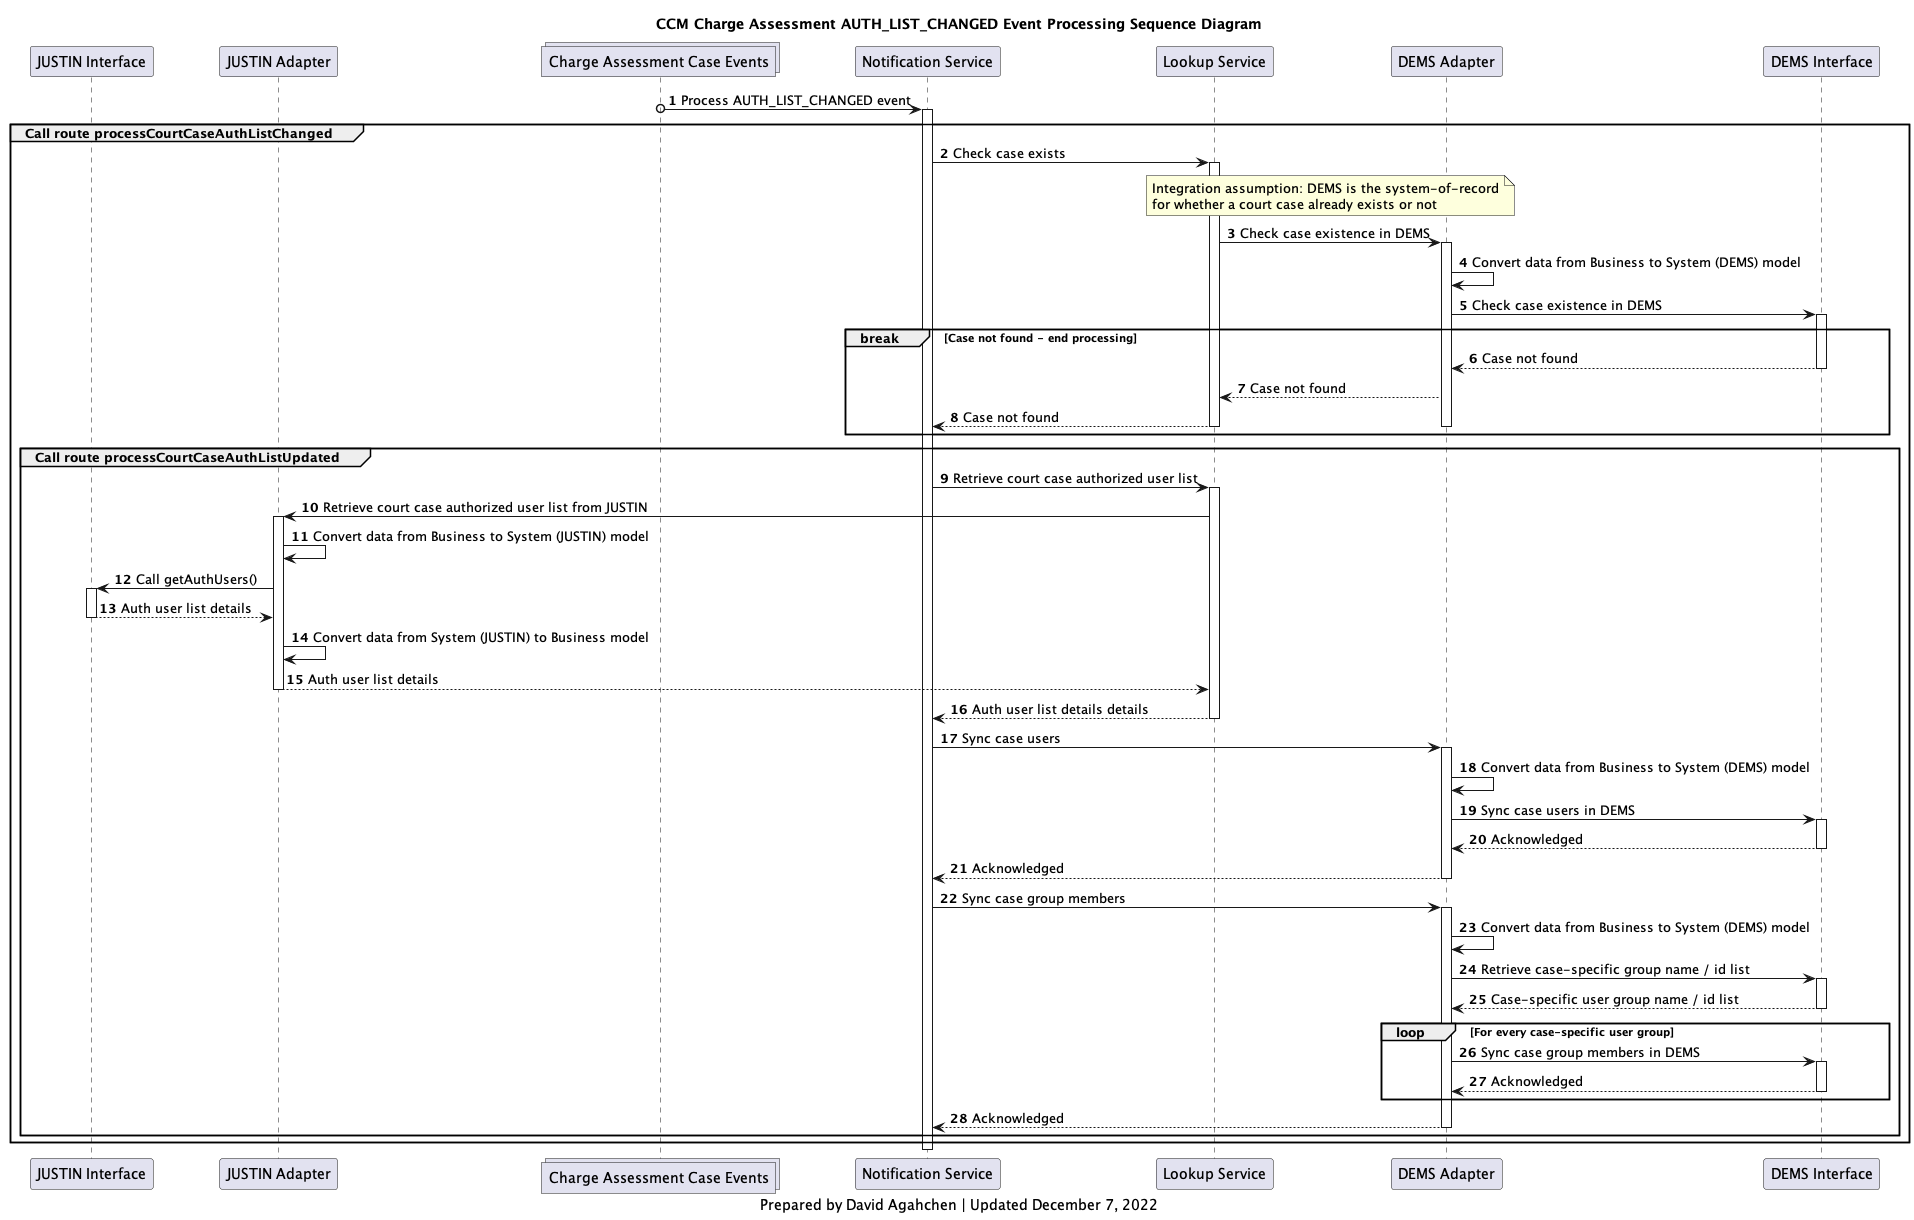 CCM Charge Assessment AUTH_LIST_CHANGED Event Processing Sequence Diagram
JUSTIN Interface
JUSTIN Adapter
Charge Assessment Case Events
Notification Service
Lookup Service
DEMS Adapter
DEMS Interface
1 Process AUTH_LIST_CHANGED event
Call route processCourtCaseAuthListChanged
2 Check case exists
Integration assumption: DEMS is the system-of-record
for whether a court case already exists or not
3 Check case existence in DEMS
4 Convert data from Business to System (DEMS) model
5 Check case existence in DEMS
break
[Case not found - end processing]
6 Case not found
7 Case not found
8 Case not found
Call route processCourtCaseAuthListUpdated
9 Retrieve court case authorized user list
10 Retrieve court case authorized user list from JUSTIN
11 Convert data from Business to System (JUSTIN) model
12 Call getAuthUsers()
13 Auth user list details
14 Convert data from System (JUSTIN) to Business model
15 Auth user list details
16 Auth user list details details
17 Sync case users
18 Convert data from Business to System (DEMS) model
19 Sync case users in DEMS
20 Acknowledged
21 Acknowledged
22 Sync case group members
23 Convert data from Business to System (DEMS) model
24 Retrieve case-specific group name / id list
25 Case-specific user group name / id list
loop
[For every case-specific user group]
26 Sync case group members in DEMS
27 Acknowledged
28 Acknowledged
JUSTIN Interface
JUSTIN Adapter
Charge Assessment Case Events
Notification Service
Lookup Service
DEMS Adapter
DEMS Interface
Prepared by David Agahchen | Updated December 7, 2022